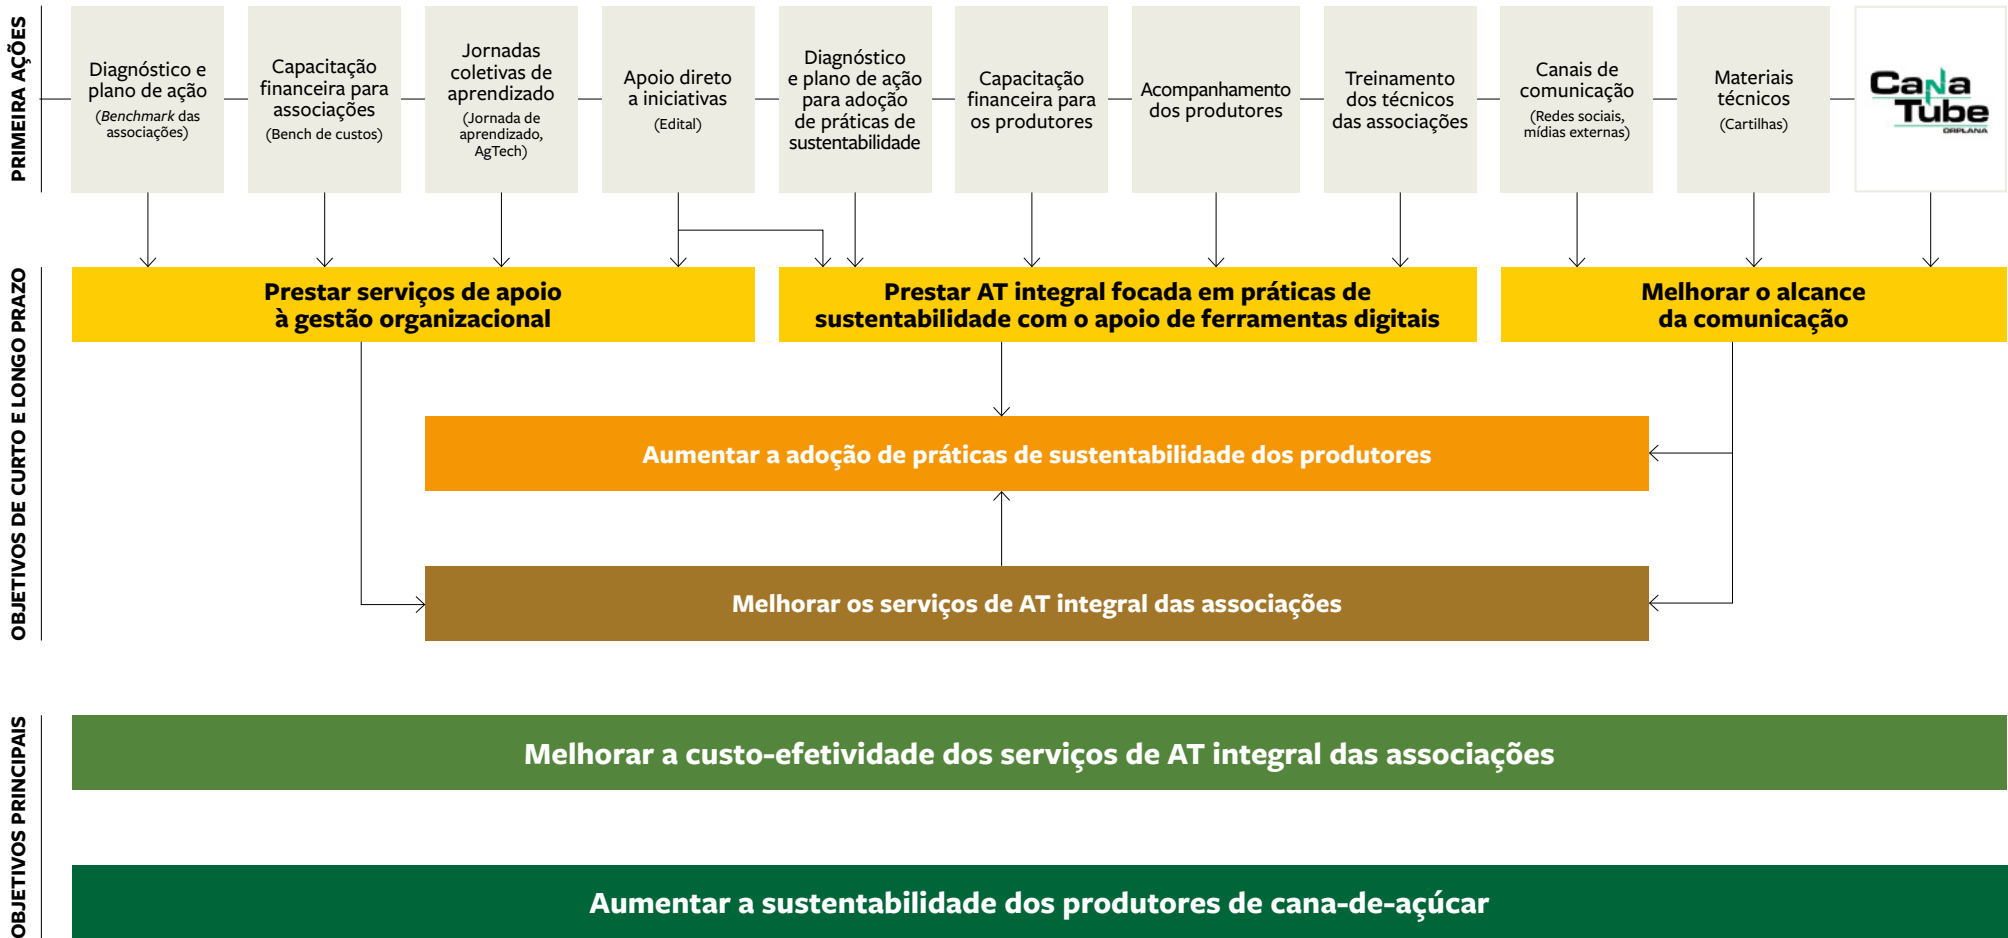 PRIMEIRA AÇÕES
Diagnóstico e
plano de ação
(Benchmark das
associações)
Capacitação
financeira para
associações
(Bench de custos)
Jornadas
coletivas de
aprendizado
(Jornada de
aprendizado,
AgTech)
Apoio direto
a iniciativas
(Edital)
Diagnóstico
e plano de ação
para adoção
de práticas de
sustentabilidade
Capacitação
financeira para
os produtores
Acompanhamento
dos produtores
Treinamento
dos técnicos
das associações
Canais de
comunicação
(Redes sociais,
mídias externas)
Materiais
técnicos
(Cartilhas)
CaNa
Tube
ORPLANA
OBJETIVOS DE CURTO E LONGO PRAZO
Prestar serviços de apoio
à gestão organizacional
Prestar AT integral focada em práticas de
sustentabilidade com o apoio de ferramentas digitais
Melhorar o alcance
da comunicação
Aumentar a adoção de práticas de sustentabilidade dos produtores
Melhorar os serviços de AT integral das associações
OBJETIVOS PRINCIPAIS
Melhorar a custo-efetividade dos serviços de AT integral das associações
Aumentar a sustentabilidade dos produtores de cana-de-açúcar